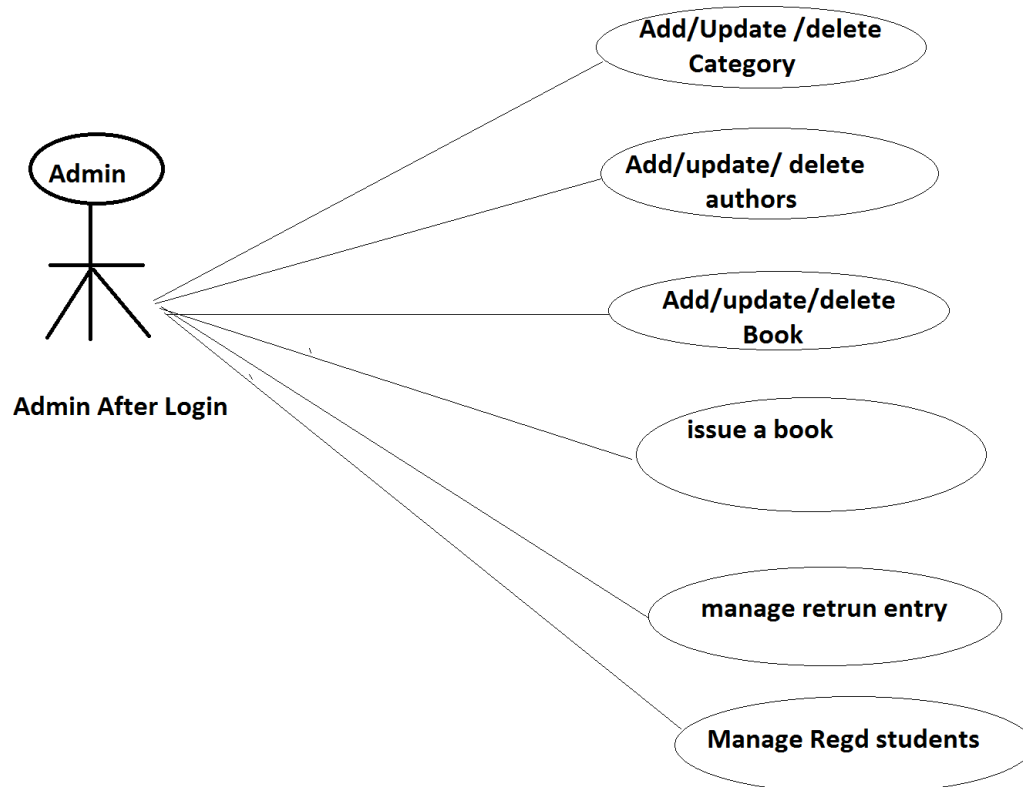 Add/Update /delete
Category
Admin
Add/update/ delete
authors
Add/update/delete
Book
Admin After Login
issue a book
manage retrun entry
Manage Regd students